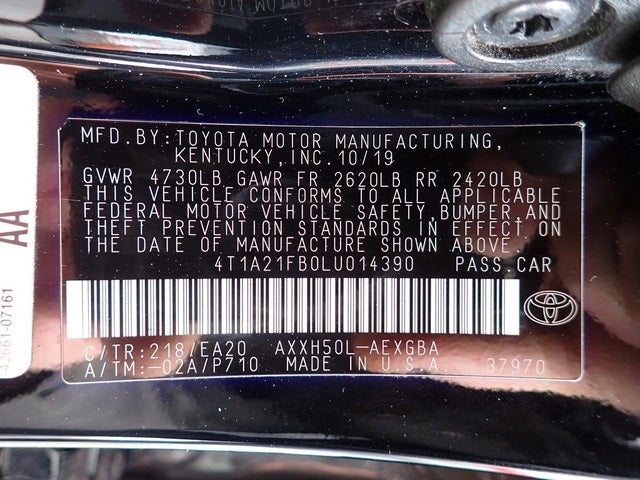 MFD.BY:TOYOTA MOTOR MANUFACTURING,
KENTUCKY,INC.10/19
GVWR 4730LB GAWR FR 2620LB RR 2420LB
THIS VEHICLE CONFORMS TO ALL APPLICABLE
FEDERAL MOTOR VEHICLE SAFETY,BUMPER,AND
THEFT PREVENTION STANDARDS IN EFFECT ON
THE DATE OF MANUFACTURE SHOWN ABOVE.
4T1A21FB0LU014390 PASS.CAR
C/TR:218/EA20 AXXH50L-AEXGBA
A/TM:-02A/P710 MADE IN U.S.A. 37970
AA
42661-07161